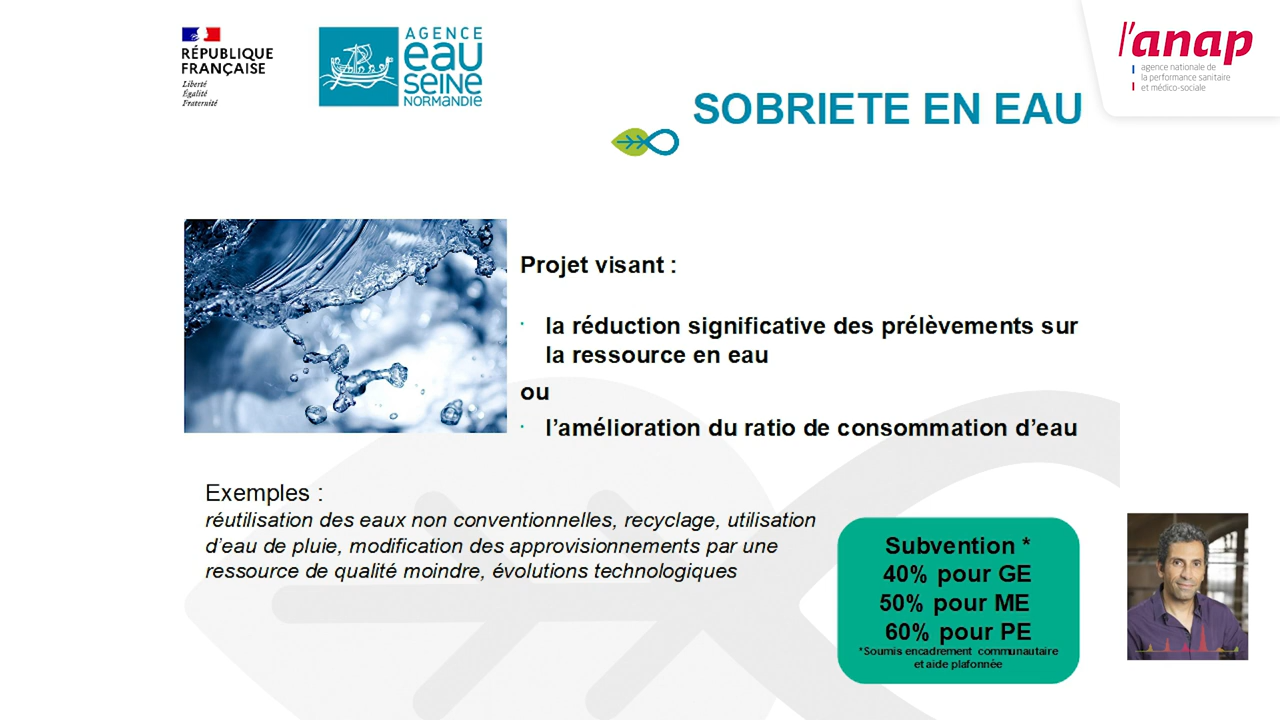 RÉPUBLIQUE
FRANÇAISE
Liberté
Égalité
Fraternité
AGENCE
eau
SEINE
NORMANDIE
l'anap
agence nationale de
la performance sanitaire
et médico-sociale
SOBRIETE EN EAU
Projet visant :
· la réduction significative des prélèvements sur
la ressource en eau
ou
· l’amélioration du ratio de consommation d’eau
Exemples :
réutilisation des eaux non conventionnelles, recyclage, utilisation
d’eau de pluie, modification des approvisionnements par une
ressource de qualité moindre, évolutions technologiques
Subvention *
40% pour GE
50% pour ME
60% pour PE
*Soumis encadrement communautaire
et aide plafonnée